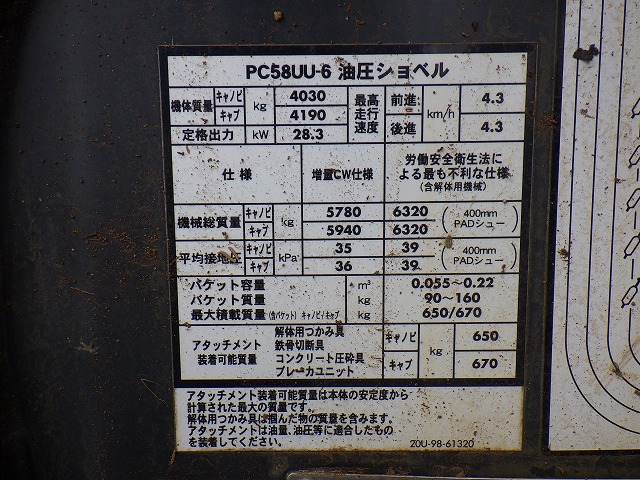 PC58UU-6 油圧ショベル
機体質量 キャノピ kg 4030 最高走行速度 前進 km/h 4.3
キャブ 4190 後進 4.3
定格出力 kW 28.3
仕様 増量CW仕様 労働安全衛生法に
よる最も不利な仕様
(含解体用機械)
機械総質量 キャノピ kg 5780 6320 (400mm PADシュー)
キャブ 5940 6320
平均接地圧 キャノピ kPa 35 39 (400mm PADシュー)
キャブ 36 39
バケット容量 m³ 0.055~0.22
バケット質量 kg 90~160
最大積載質量 (含バケット) キャノピ/キャブ kg 650/670
アタッチメント装着可能質量 解体用つかみ具 キャノピ kg 650
鉄骨切断具
コンクリート圧砕具 キャブ 670
ブレーカユニット
アタッチメント装着可能質量は本体の安定度から
計算された最大の質量です。
解体用つかみ具は掴んだ物の質量を含みます。
アタッチメントは油量、油圧等に適合したもの
を装着してください。
20U-98-61320